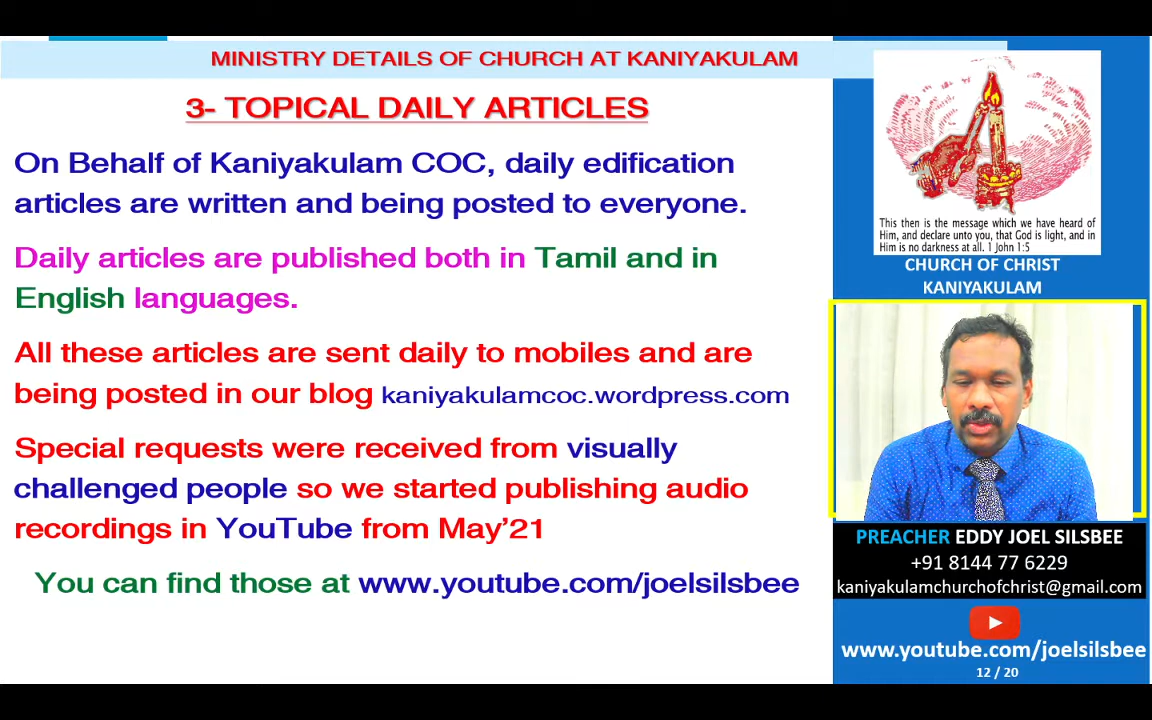 MINISTRY DETAILS OF CHURCH AT KANIYAKULAM
3- TOPICAL DAILY ARTICLES
On Behalf of Kaniyakulam COC, daily edification
articles are written and being posted to everyone.
Daily articles are published both in Tamil and in
English languages.
All these articles are sent daily to mobiles and are
being posted in our blog kaniyakulamcoc.wordpress.com
Special requests were received from visually
challenged people so we started publishing audio
recordings in YouTube from May’21
You can find those at www.youtube.com/joelsilsbee
This then is the message which we have heard of
Him, and declare unto you, that God is light, and in
Him is no darkness at all. 1 John 1:5
CHURCH OF CHRIST
KANIYAKULAM
PREACHER EDDY JOEL SILSBEE
+91 8144 77 6229
kaniyakulamchurchofchrist@gmail.com
www.youtube.com/joelsilsbee
12 / 20